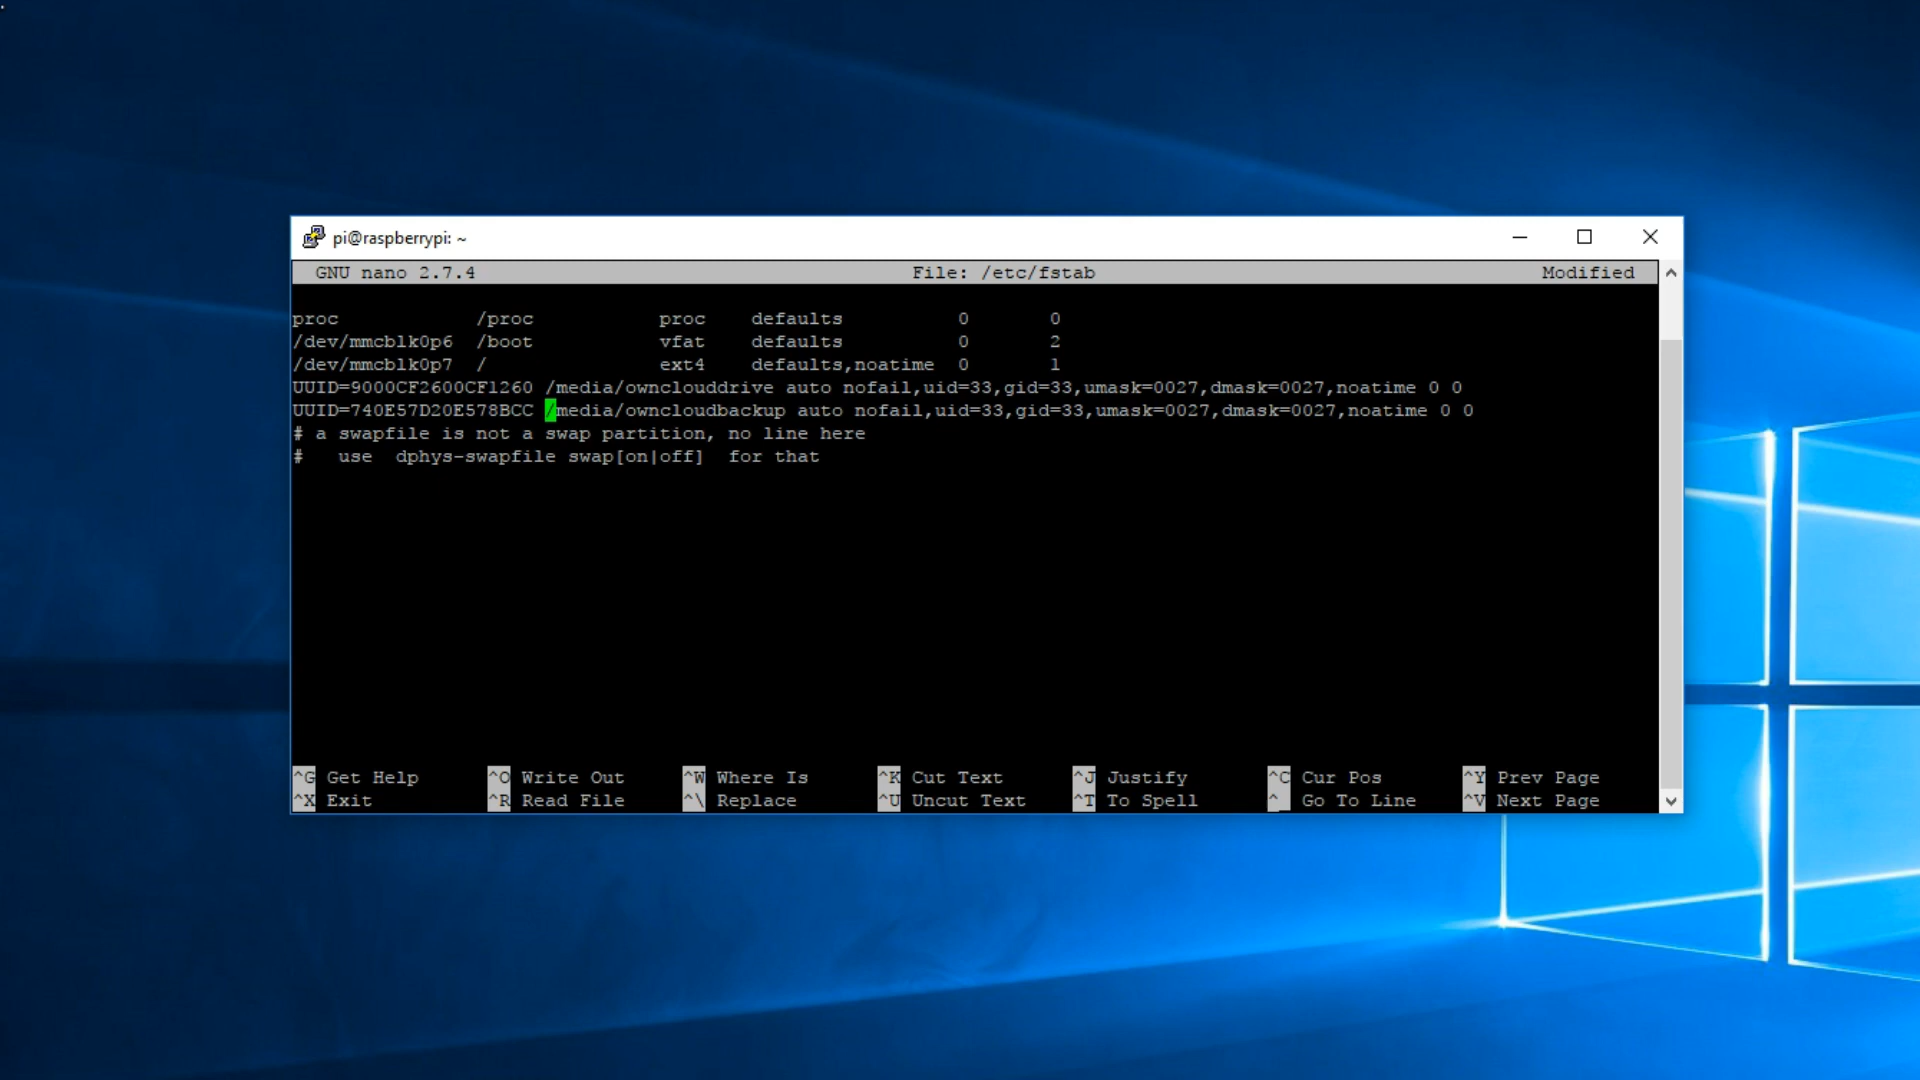 pi@raspberrypi: ~
GNU nano 2.7.4 File: /etc/fstab Modified
proc /proc proc defaults 0 0
/dev/mmcblk0p6 /boot vfat defaults 0 2
/dev/mmcblk0p7 / ext4 defaults,noatime 0 1
UUID=9000CF2600CF1260 /media/ownclouddrive auto nofail,uid=33,gid=33,umask=0027,dmask=0027,noatime 0 0
UUID=740E57D20E578BCC /media/owncloudbackup auto nofail,uid=33,gid=33,umask=0027,dmask=0027,noatime 0 0
# a swapfile is not a swap partition, no line here
#   use  dphys-swapfile swap[on|off]  for that
^G Get Help ^O Write Out ^W Where Is ^K Cut Text ^J Justify ^C Cur Pos ^Y Prev Page
^X Exit ^R Read File ^\ Replace ^U Uncut Text ^T To Spell ^_ Go To Line ^V Next Page